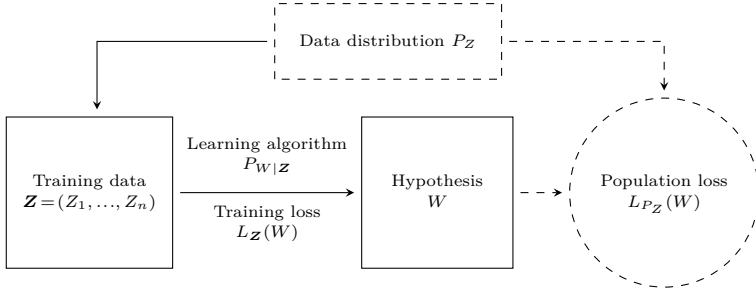 Data distribution P_Z
Learning algorithm
P_{W|𝒁}
Training data
𝒁=(Z_1, ..., Z_n)
Training loss
L_𝒁(W)
Hypothesis
W
Population loss
L_{P_Z}(W)